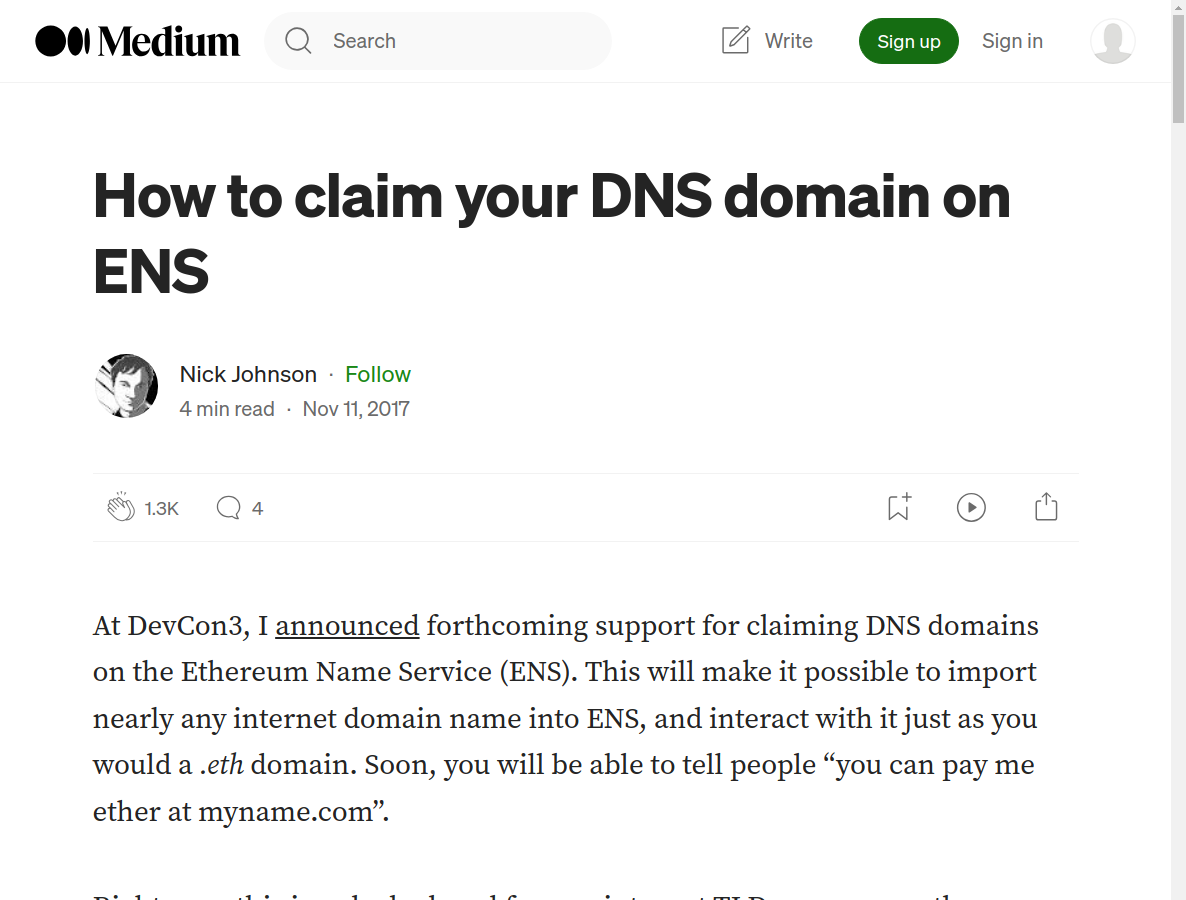 Medium
Search
Write
Sign up
Sign in
How to claim your DNS domain on
ENS
Nick Johnson · Follow
4 min read · Nov 11, 2017
1.3K
4
At DevCon3, I announced forthcoming support for claiming DNS domains
on the Ethereum Name Service (ENS). This will make it possible to import
nearly any internet domain name into ENS, and interact with it just as you
would a .eth domain. Soon, you will be able to tell people “you can pay me
ether at myname.com”.